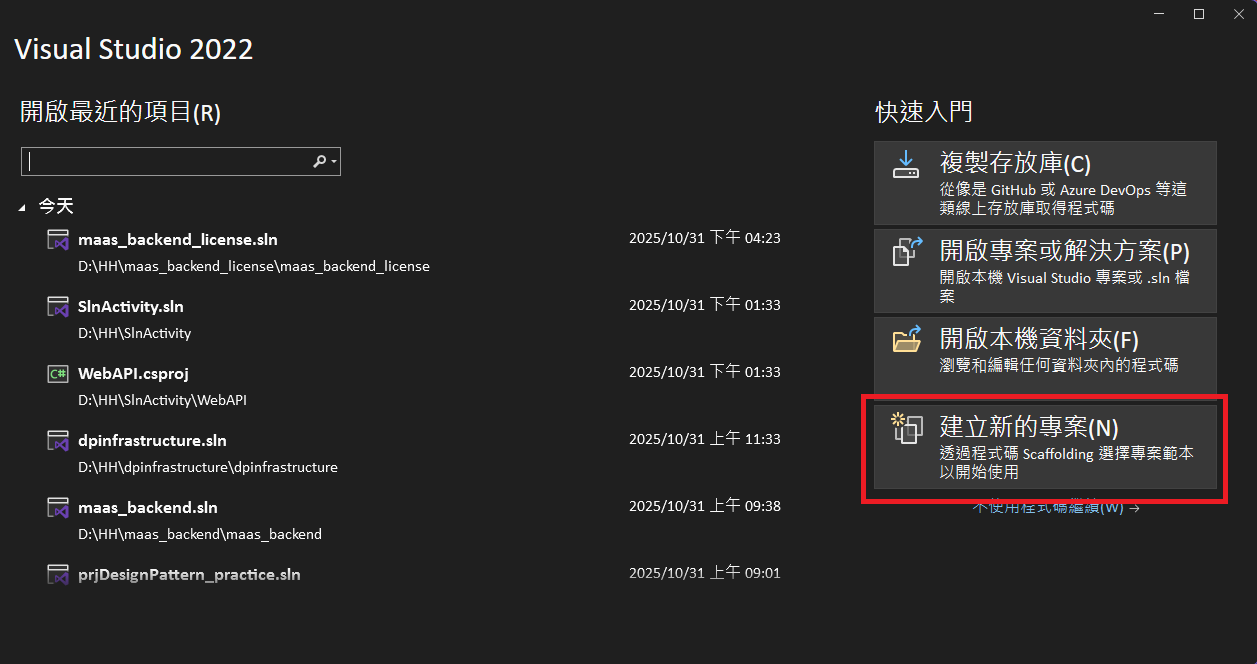 Visual Studio 2022
開啟最近的項目(R)
今天
maas_backend_license.sln
2025/10/31 下午 04:23
D:\HH\maas_backend_license\maas_backend_license
SlnActivity.sln
2025/10/31 下午 01:33
D:\HH\SlnActivity
C# WebAPI.csproj
2025/10/31 下午 01:33
D:\HH\SlnActivity\WebAPI
dpinfrastructure.sln
2025/10/31 上午 11:33
D:\HH\dpinfrastructure\dpinfrastructure
maas_backend.sln
2025/10/31 上午 09:38
D:\HH\maas_backend\maas_backend
prjDesignPattern_practice.sln
2025/10/31 上午 09:01
快速入門
複製存放庫(C)
從像是 GitHub 或 Azure DevOps 等這
類線上存放庫取得程式碼
開啟專案或解決方案(P)
開啟本機 Visual Studio 專案或 .sln 檔
案
開啟本機資料夾(F)
瀏覽和編輯任何資料夾內的程式碼
建立新的專案(N)
透過程式碼 Scaffolding 選擇專案範本
以開始使用
不使用程式碼繼續(W) →